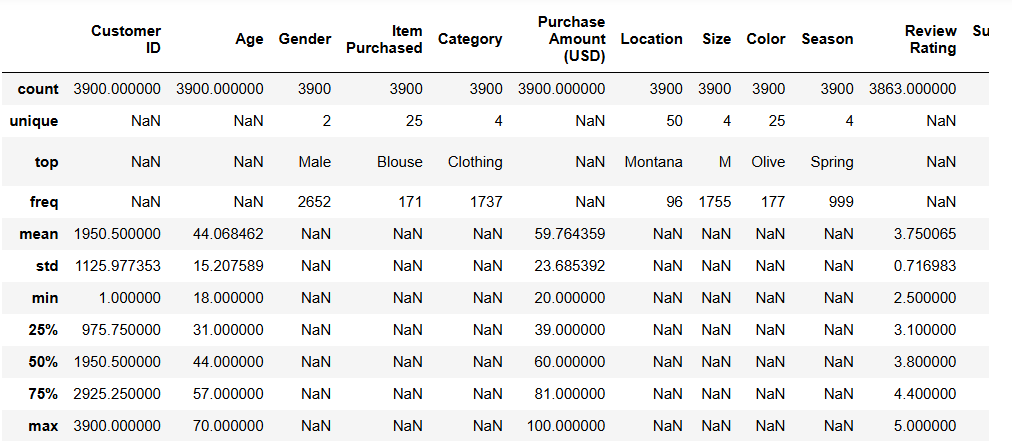 Customer ID Age Gender Item Purchased Category Purchase Amount (USD) Location Size Color Season Review Rating Su
count 3900.000000 3900.000000 3900 3900 3900 3900.000000 3900 3900 3900 3900 3863.000000
unique NaN NaN 2 25 4 NaN 50 4 25 4 NaN
top NaN NaN Male Blouse Clothing NaN Montana M Olive Spring NaN
freq NaN NaN 2652 171 1737 NaN 96 1755 177 999 NaN
mean 1950.500000 44.068462 NaN NaN NaN 59.764359 NaN NaN NaN NaN 3.750065
std 1125.977353 15.207589 NaN NaN NaN 23.685392 NaN NaN NaN NaN 0.716983
min 1.000000 18.000000 NaN NaN NaN 20.000000 NaN NaN NaN NaN 2.500000
25% 975.750000 31.000000 NaN NaN NaN 39.000000 NaN NaN NaN NaN 3.100000
50% 1950.500000 44.000000 NaN NaN NaN 60.000000 NaN NaN NaN NaN 3.800000
75% 2925.250000 57.000000 NaN NaN NaN 81.000000 NaN NaN NaN NaN 4.400000
max 3900.000000 70.000000 NaN NaN NaN 100.000000 NaN NaN NaN NaN 5.000000